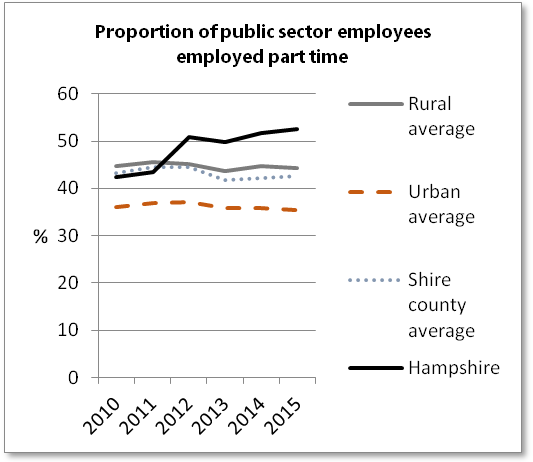 Proportion of public sector employees
employed part time
60
50
40
30
20
10
0
%
2010
2011
2012
2013
2014
2015
Rural
average
Urban
average
Shire
county
average
Hampshire